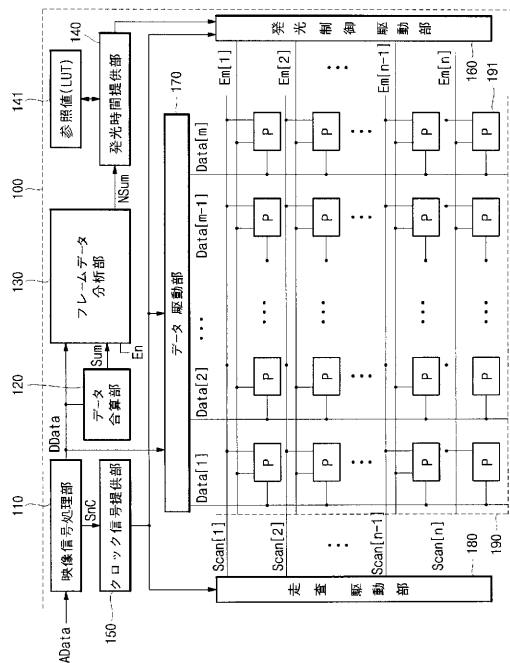 AData
110
映像信号処理部
SnC
クロック信号提供部
150
DData
120
データ
合算部
Sum
En
130
フレームデータ
分析部
NSum
100
141
参照値(LUT)
140
発光時間提供部
170
データ 駆動部
Data[1]
Data[2]
...
Data[m-1]
Data[m]
160
発光制御駆動部
Em[1]
Em[2]
...
Em[n-1]
Em[n]
180
走査駆動部
Scan[1]
Scan[2]
...
Scan[n-1]
Scan[n]
P P ... P P
P P ... P P
... ... ... ...
P P ... P P
P P ... P P
190
191